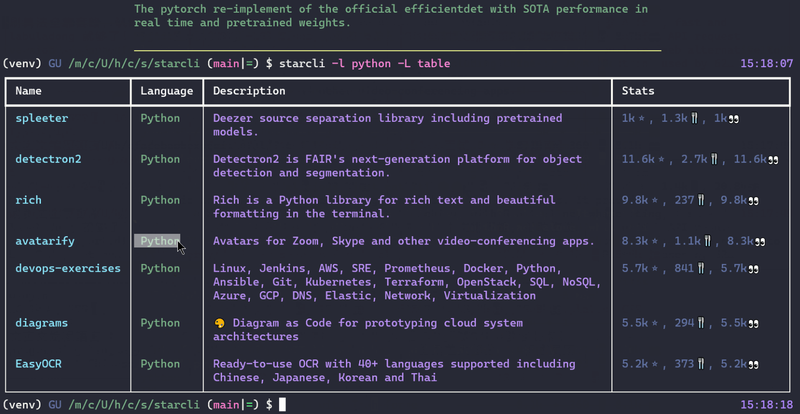 The pytorch re-implement of the official efficientdet with SOTA performance in
real time and pretrained weights.
(venv) GU /m/c/U/h/c/s/starcli (main|=) $ starcli -l python -L table 15:18:07
Name Language Description Stats
spleeter Python Deezer source separation library including pretrained 1k⭐, 1.3k🍴, 1k👀
models.
detectron2 Python Detectron2 is FAIR's next-generation platform for object 11.6k⭐, 2.7k🍴, 11.6k👀
detection and segmentation.
rich Python Rich is a Python library for rich text and beautiful 9.8k⭐, 237🍴, 9.8k👀
formatting in the terminal.
avatarify Python Avatars for Zoom, Skype and other video-conferencing apps. 8.3k⭐, 1.1k🍴, 8.3k👀
devops-exercises Python Linux, Jenkins, AWS, SRE, Prometheus, Docker, Python, 5.7k⭐, 841🍴, 5.7k👀
Ansible, Git, Kubernetes, Terraform, OpenStack, SQL, NoSQL,
Azure, GCP, DNS, Elastic, Network, Virtualization
diagrams Python 🎨 Diagram as Code for prototyping cloud system 5.5k⭐, 294🍴, 5.5k👀
architectures
EasyOCR Python Ready-to-use OCR with 40+ languages supported including 5.2k⭐, 373🍴, 5.2k👀
Chinese, Japanese, Korean and Thai
(venv) GU /m/c/U/h/c/s/starcli (main|=) $ 15:18:18